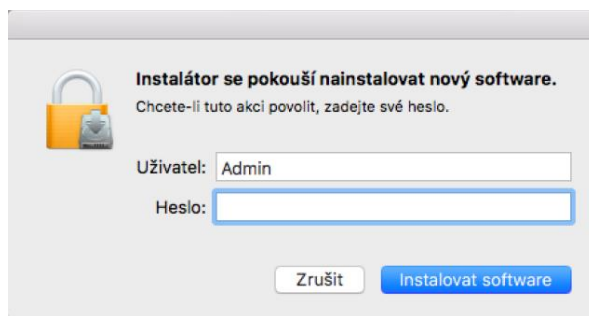 Instalátor se pokouší nainstalovat nový software.
Chcete-li tuto akci povolit, zadejte své heslo.
Uživatel: Admin
Heslo:
Zrušit Instalovat software